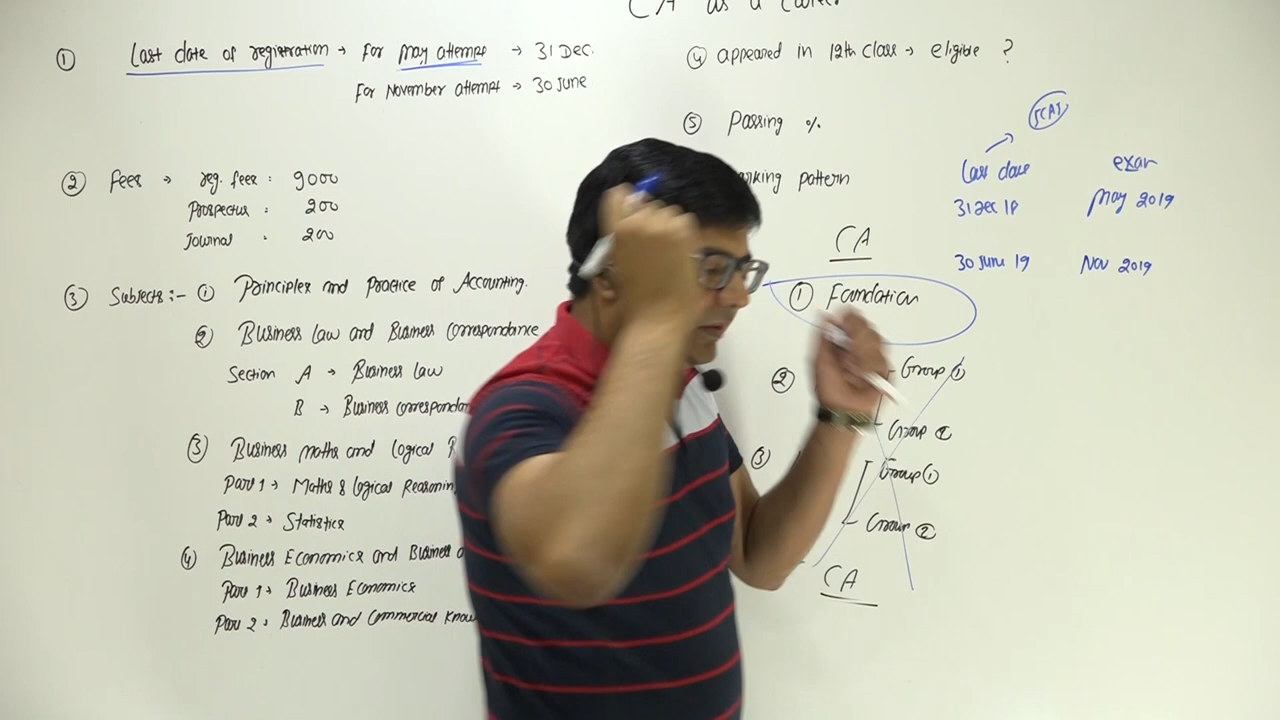 CA as a Career
① Last date of registration → For May attempt → 31 Dec.
For November attempt → 30 June
② Fees → reg. fees : 9000
Prospectus : 200
Journal . 200
③ Subjects :- ① Principles and Practice of Accounting.
② Business Law and Business Correspondance
Section A → Business Law
B → Business
③ Business maths and logical
Part 1 → Maths & logical Reasoning
Part 2 → Statistics
④ Business Economics and Business
Part 1 → Business Economics
Part 2 → Business and Commercial
④ appeared in 12th Class → eligible ?
⑤ Passing %
pattern
ICAI
last date exam
31 Dec 18 May 2019
30 June 19 Nov 2019
CA
① Foundation
② Group ①
Group ②
③ Group ①
Group ②
CA